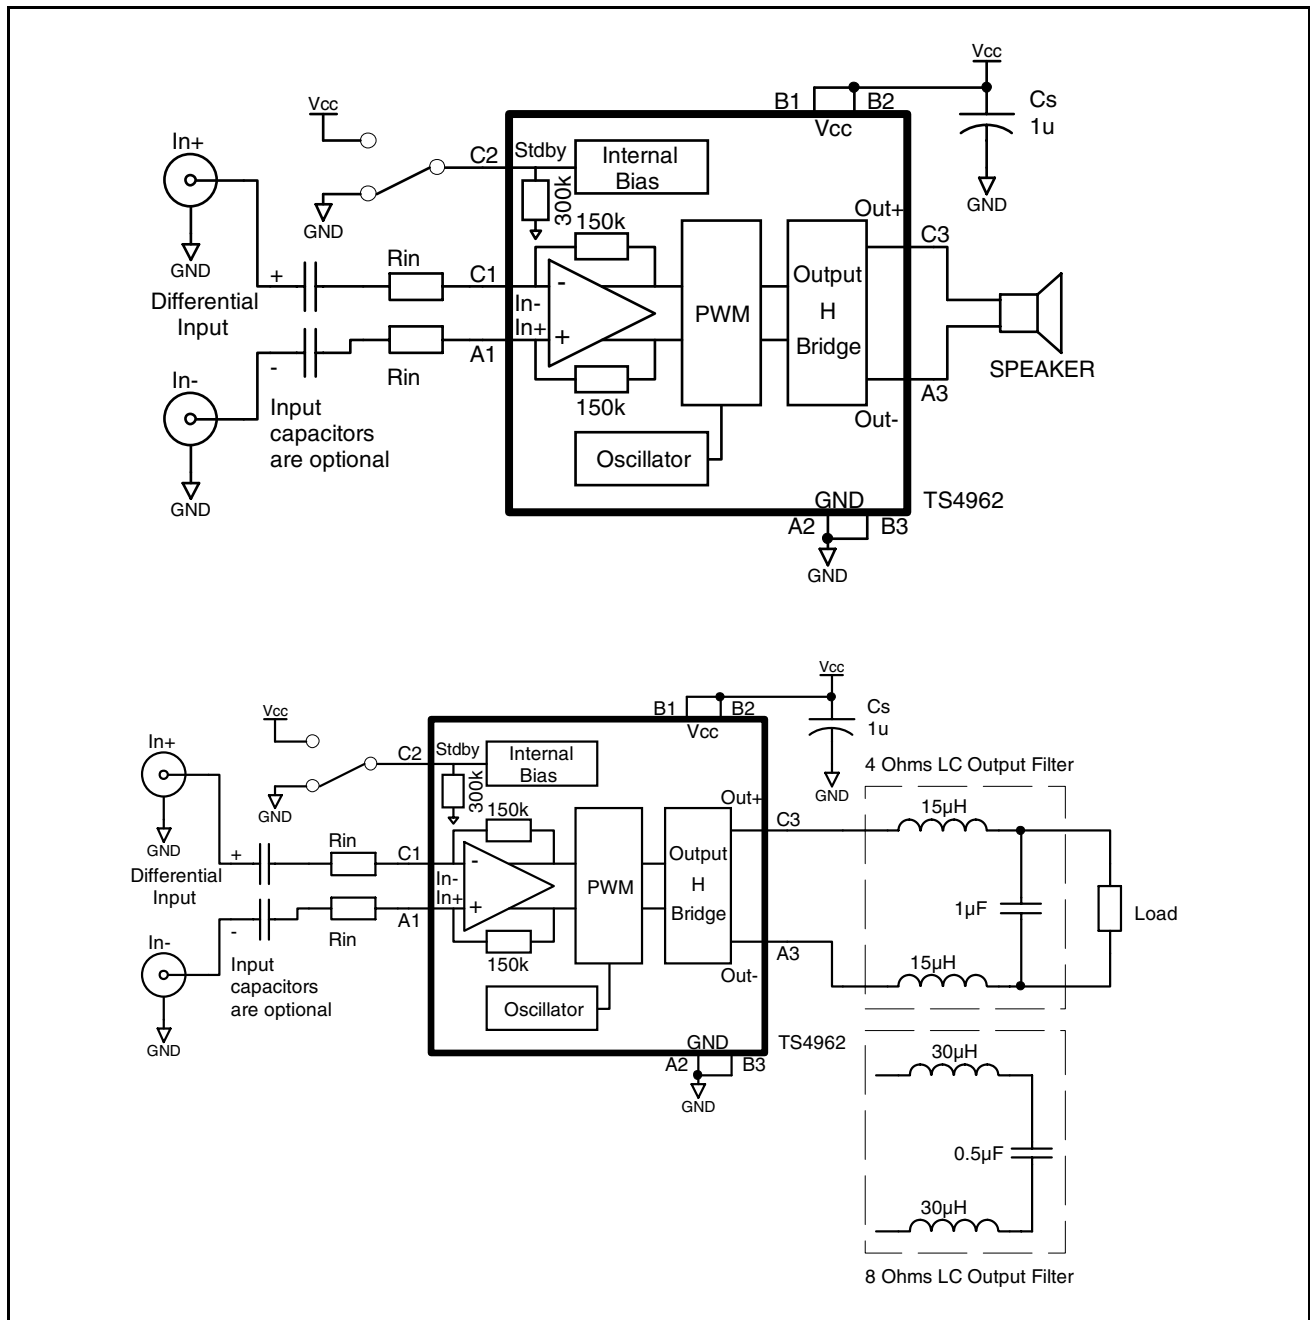 Vcc
B1
B2
Vcc
Cs
1u
GND
Vcc
In+
GND
C2
Stdby
300k
Internal
Bias
GND
Differential
Input
+
Rin
C1
In-
In+
A1
-
Rin
In-
GND
Input
capacitors
are optional
150k
-
+
150k
PWM
Oscillator
Output
H
Bridge
Out+
C3
Out-
A3
SPEAKER
GND
A2
B3
TS4962
GND
Vcc
B1
B2
Vcc
Cs
1u
GND
Vcc
In+
GND
C2
Stdby
300k
Internal
Bias
GND
Differential
Input
+
Rin
C1
In-
In+
A1
-
Rin
In-
GND
Input
capacitors
are optional
150k
-
+
150k
PWM
Oscillator
Output
H
Bridge
Out+
C3
Out-
A3
GND
A2
B3
TS4962
GND
4 Ohms LC Output Filter
15µH
1µF
15µH
Load
30µH
0.5µF
30µH
8 Ohms LC Output Filter